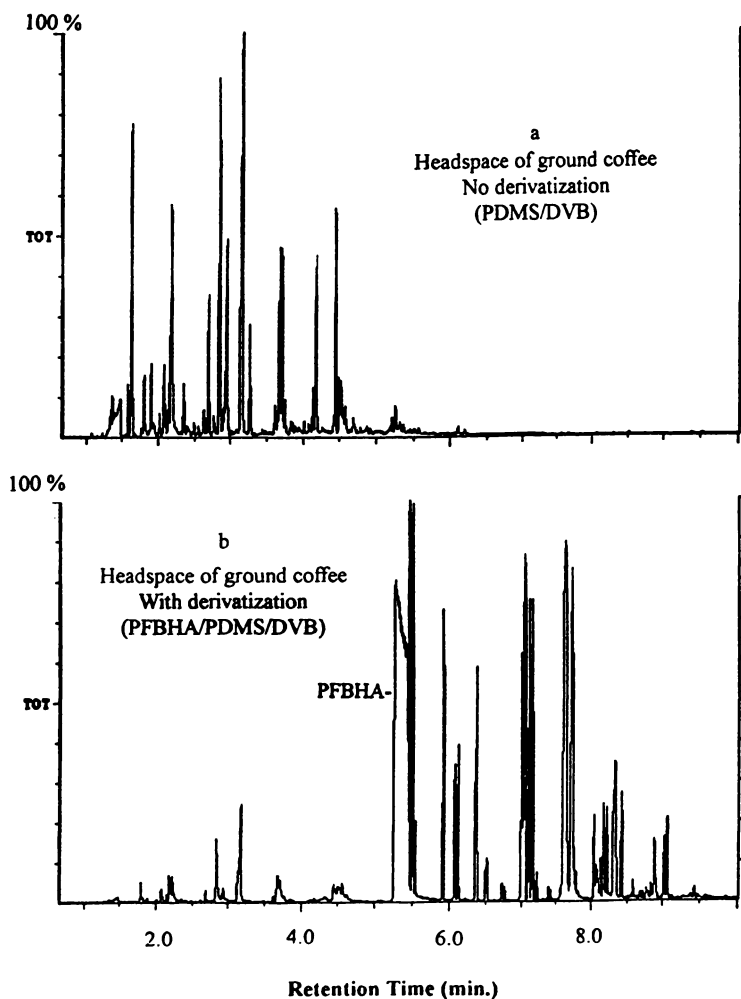 100 %
a
Headspace of ground coffee
No derivatization
(PDMS/DVB)
TOT-
100 %
b
Headspace of ground coffee
With derivatization
(PFBHA/PDMS/DVB)
PFBHA-
TOT-
2.0 4.0 6.0 8.0
Retention Time (min.)